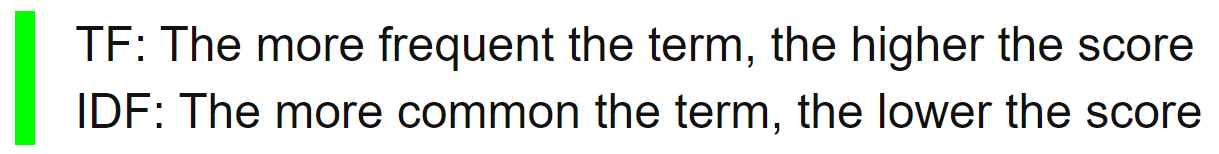 TF: The more frequent the term, the higher the score
IDF: The more common the term, the lower the score